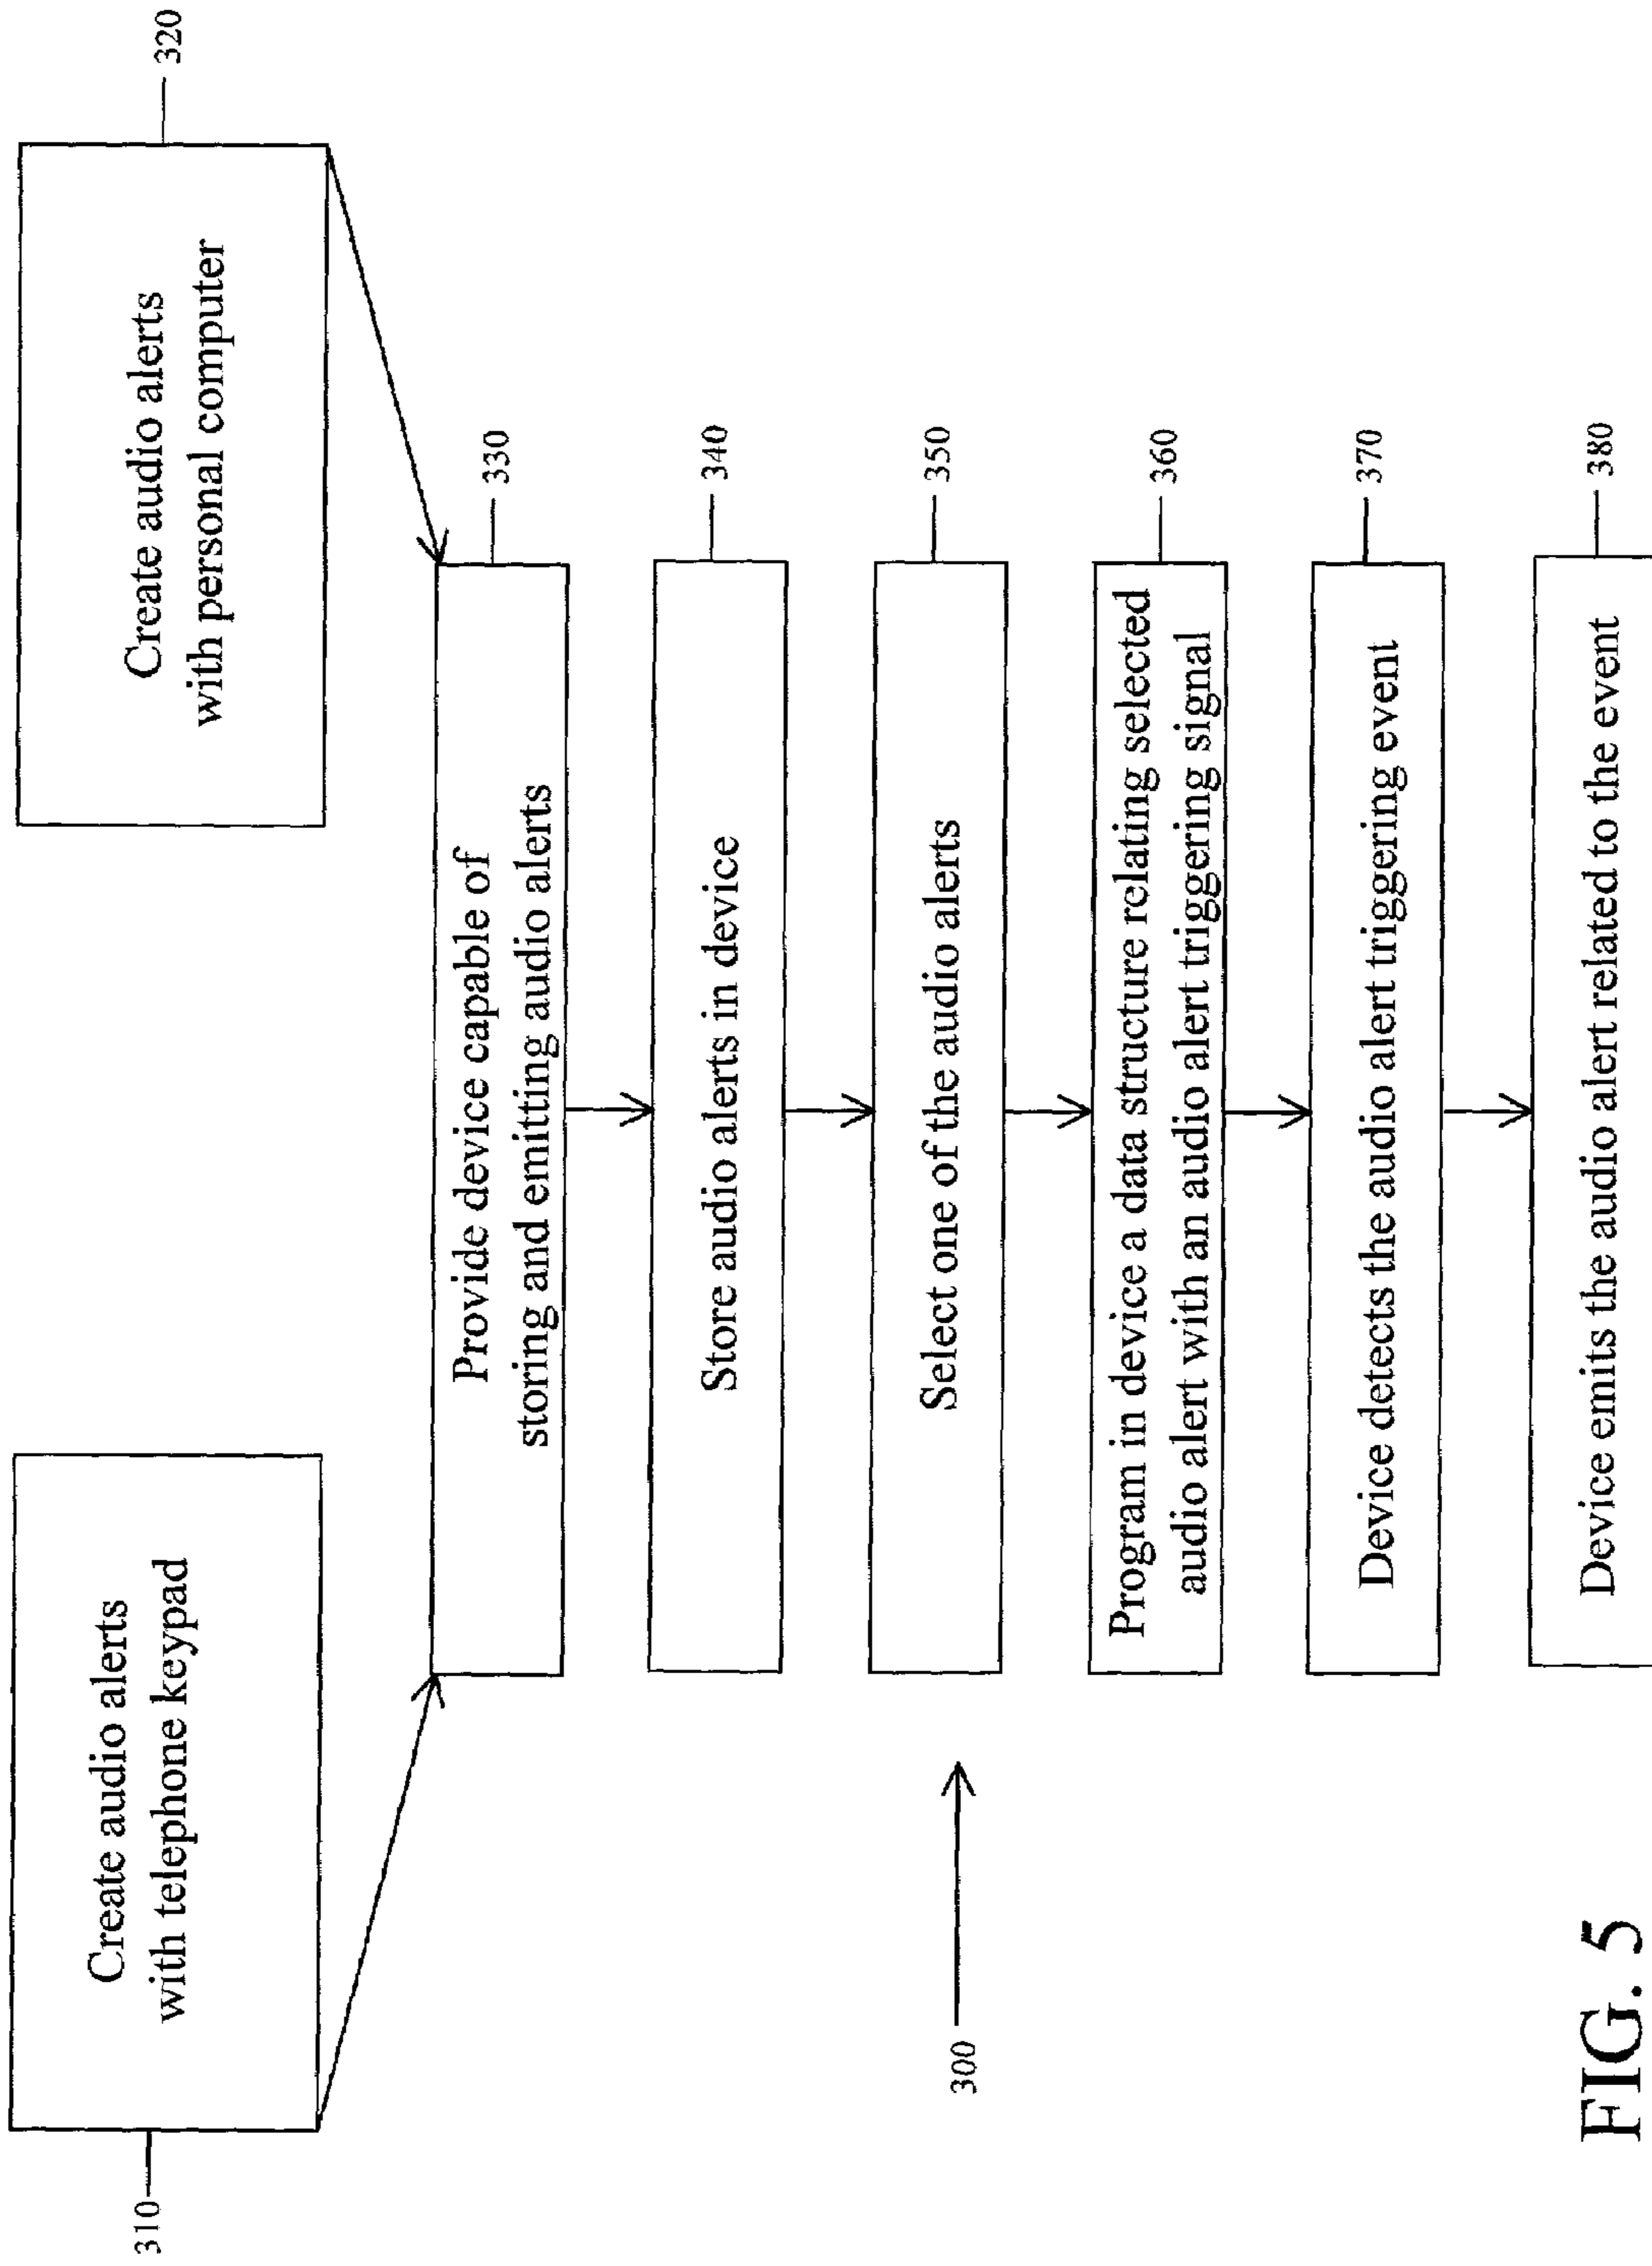 310
Create audio alerts
with telephone keypad
Create audio alerts
with personal computer
320
Provide device capable of
storing and emitting audio alerts
330
Store audio alerts in device
340
Select one of the audio alerts
350
300
Program in device a data structure relating selected
audio alert with an audio alert triggering signal
360
Device detects the audio alert triggering event
370
Device emits the audio alert related to the event
380
FIG. 5